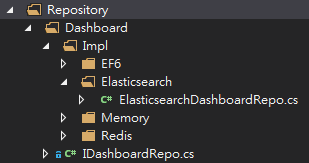 Repository
Dashboard
Impl
EF6
Elasticsearch
C# ElasticsearchDashboardRepo.cs
Memory
Redis
C# IDashboardRepo.cs